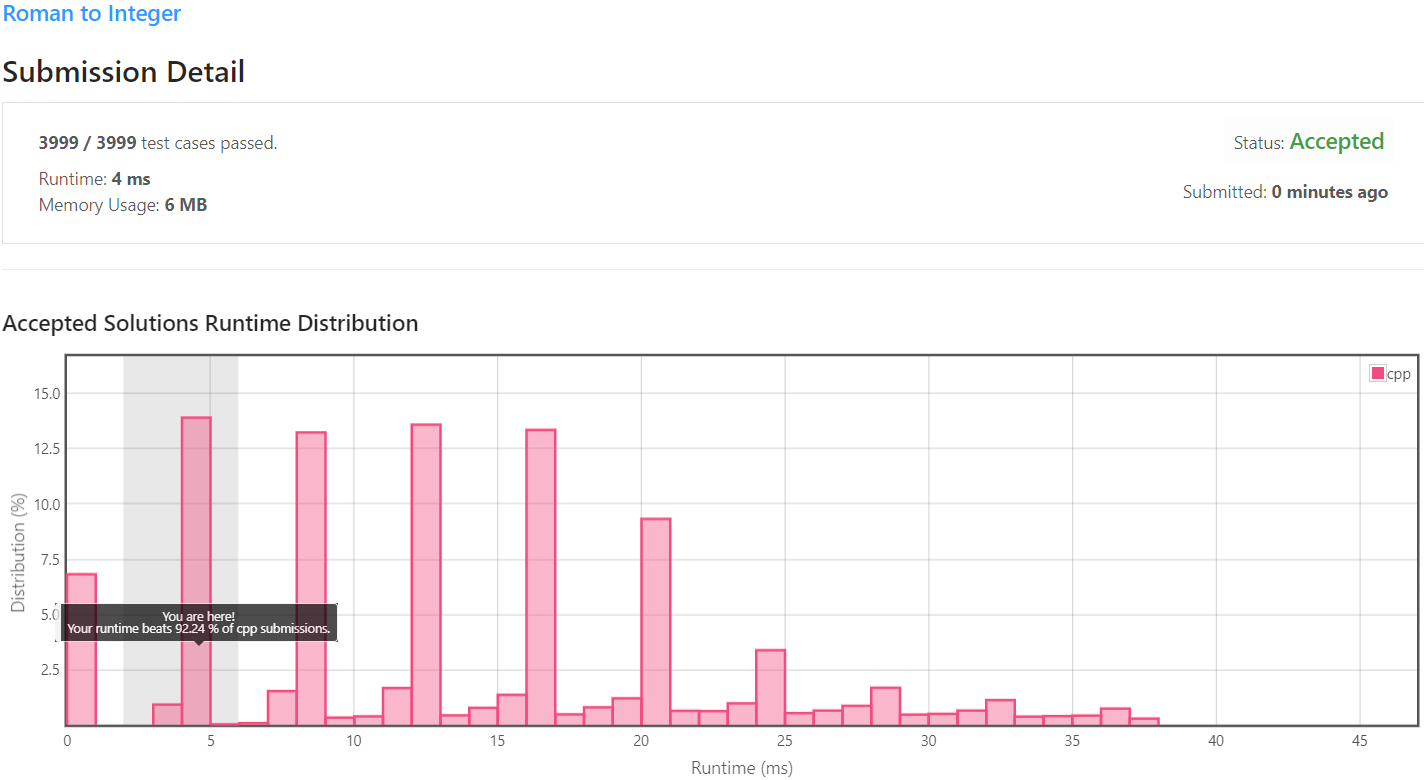 Roman to Integer
Submission Detail
3999 / 3999 test cases passed.
Status: Accepted
Runtime: 4 ms
Memory Usage: 6 MB
Submitted: 0 minutes ago
Accepted Solutions Runtime Distribution
cpp
15.0
12.5
10.0
7.5
5.0
2.5
Distribution (%)
You are here!
Your runtime beats 92.24 % of cpp submissions.
0 5 10 15 20 25 30 35 40 45
Runtime (ms)